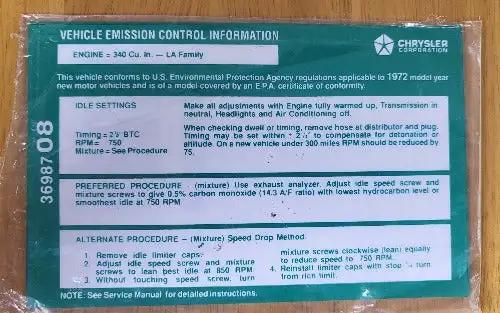 VEHICLE EMISSION CONTROL INFORMATION
ENGINE = 340 Cu. In. — LA Family
CHRYSLER
CORPORATION
This vehicle conforms to U.S. Environmental Protection Agency regulations applicable to 1972 model year
new motor vehicles and is of a model covered by an E.P.A. certificate of conformity.
IDLE SETTINGS
Timing = BTC
RPM= 750
Mixture = See Procedure
Make all adjustments with Engine fully warmed up, Transmission in
neutral, Headlights and Air Conditioning off.
When checking dwell or timing, remove hose at distributor and plug.
Timing may be set within to compensate for detonation or
altitude. On a new vehicle under 300 miles RPM should be reduced by
75.
3698708
PREFERRED PROCEDURE - (mixture) Use exhaust analyzer. Adjust idle speed screw and
mixture screws to give 0.5% carbon monoxide (14.3 A/F ratio) with lowest hydrocarbon level or
smoothest idle at 750 RPM
ALTERNATE PROCEDURE - (Mixture) Speed Drop Method
1. Remove idle limiter caps.
2. Adjust idle speed screw and mixture
screws to lean best idle at 850 RPM
3. Without touching speed screw, turn
mixture screws clockwise (lean) equally
to reduce speed to 750 RPM.
4. Reinstall limiter caps with stop turn
from rich limit.
NOTE: See Service Manual for detailed instructions.